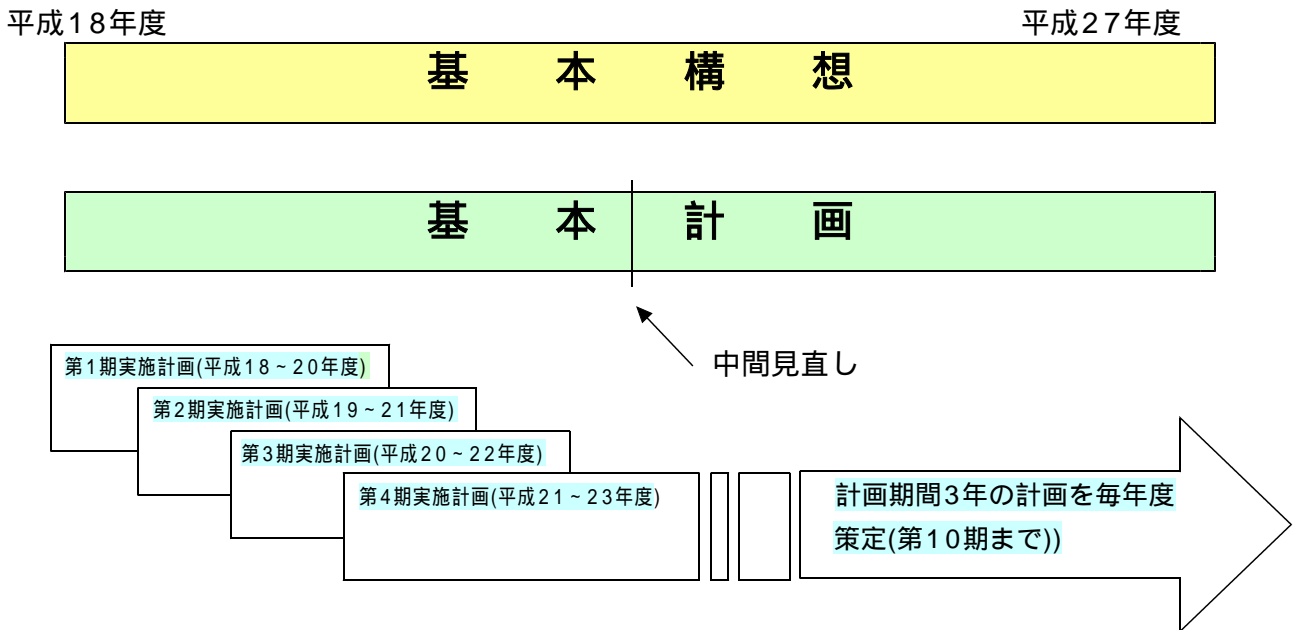 平成18年度
平成27年度
基　本　構　想
基　本　計　画
中間見直し
第1期実施計画(平成18~20年度)
第2期実施計画(平成19~21年度)
第3期実施計画(平成20~22年度)
第4期実施計画(平成21~23年度)
計画期間3年の計画を毎年度
策定(第10期まで))